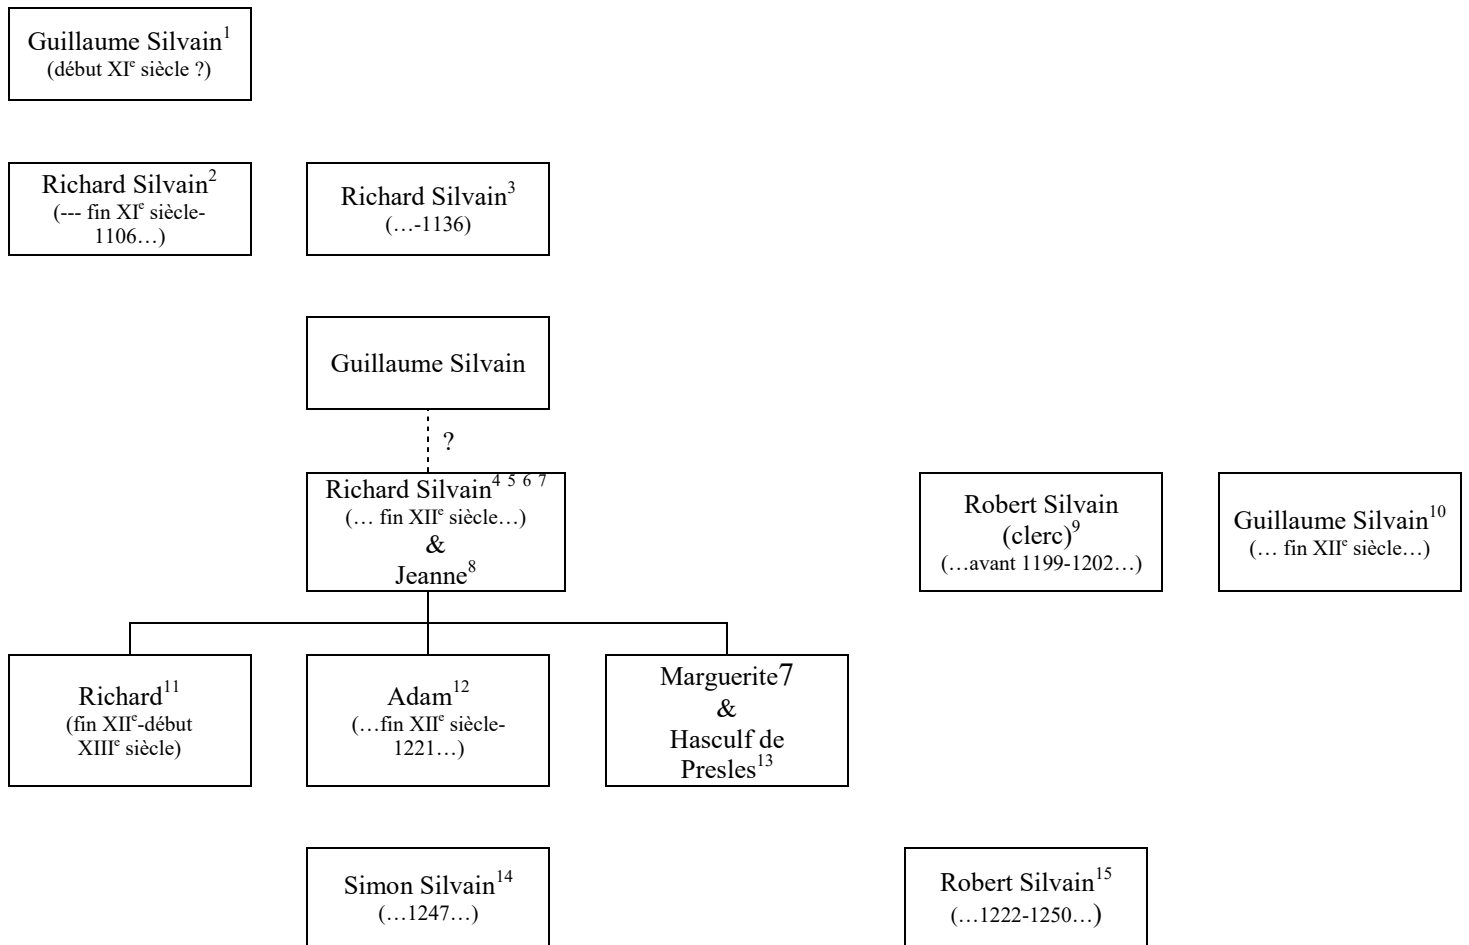 Guillaume Silvain¹
(début XIᵉ siècle ?)
Richard Silvain²
(--- fin XIᵉ siècle-
1106…)
Richard Silvain³
(…-1136)
Guillaume Silvain
?
Richard Silvain⁴ ⁵ ⁶ ⁷
(… fin XIIᵉ siècle…)
&
Jeanne⁸
Robert Silvain
(clerc)⁹
(…avant 1199-1202…)
Guillaume Silvain¹⁰
(… fin XIIᵉ siècle…)
Richard¹¹
(fin XIIᵉ-début
XIIIᵉ siècle)
Adam¹²
(…fin XIIᵉ siècle-
1221…)
Marguerite7
&
Hasculf de
Presles¹³
Simon Silvain¹⁴
(…1247…)
Robert Silvain¹⁵
(…1222-1250…)